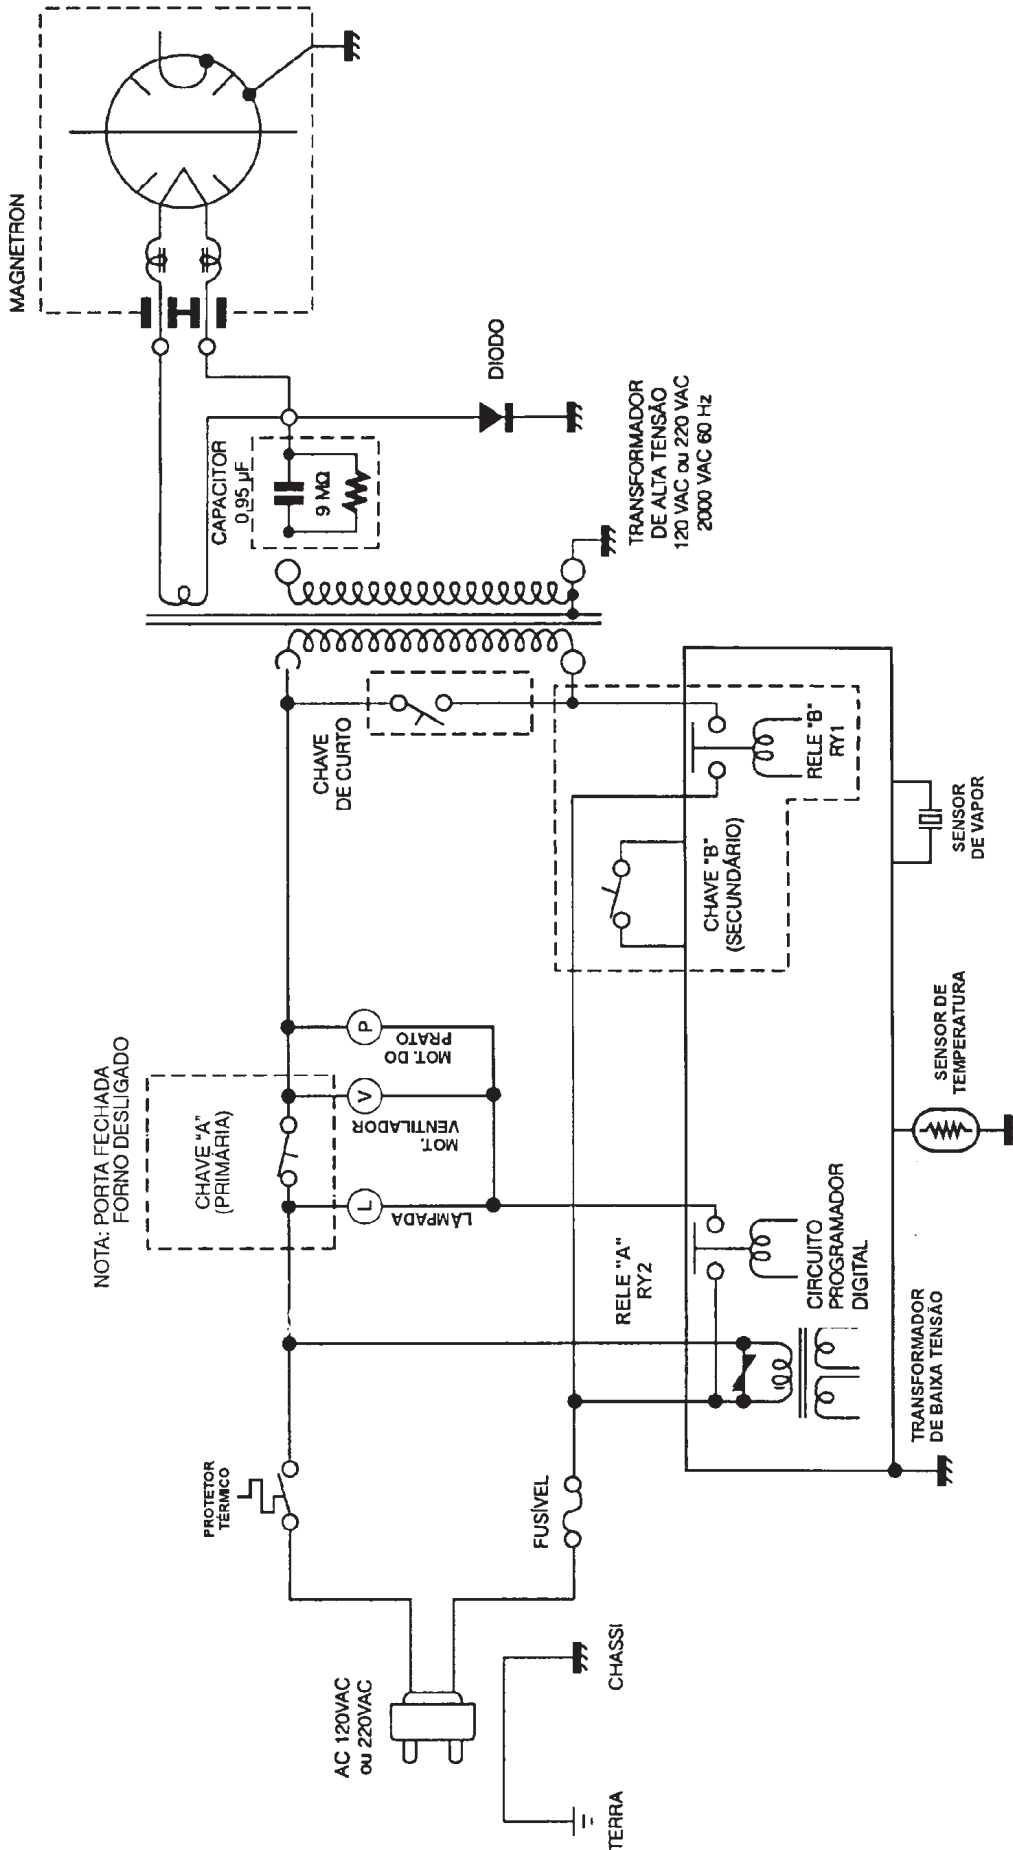 NOTA: PORTA FECHADA
FORNO DESLIGADO
MAGNETRON
PROTETOR
TÉRMICO
CHAVE "A"
(PRIMÁRIA)
CHAVE
DE CURTO
CAPACITOR
0,95 µF
9 MΩ
DIODO
AC 120VAC
ou 220VAC
L
LÂMPADA
V
MOT.
VENTILADOR
P
MOT. DO
PRATO
TRANSFORMADOR
DE ALTA TENSÃO
120 VAC ou 220 VAC
2000 VAC 60 Hz
FUSÍVEL
RELE "A"
RY2
CHAVE "B"
(SECUNDÁRIO)
RELE "B"
RY1
TERRA
CHASSI
CIRCUITO
PROGRAMADOR
DIGITAL
TRANSFORMADOR
DE BAIXA TENSÃO
SENSOR DE
TEMPERATURA
SENSOR
DE VAPOR